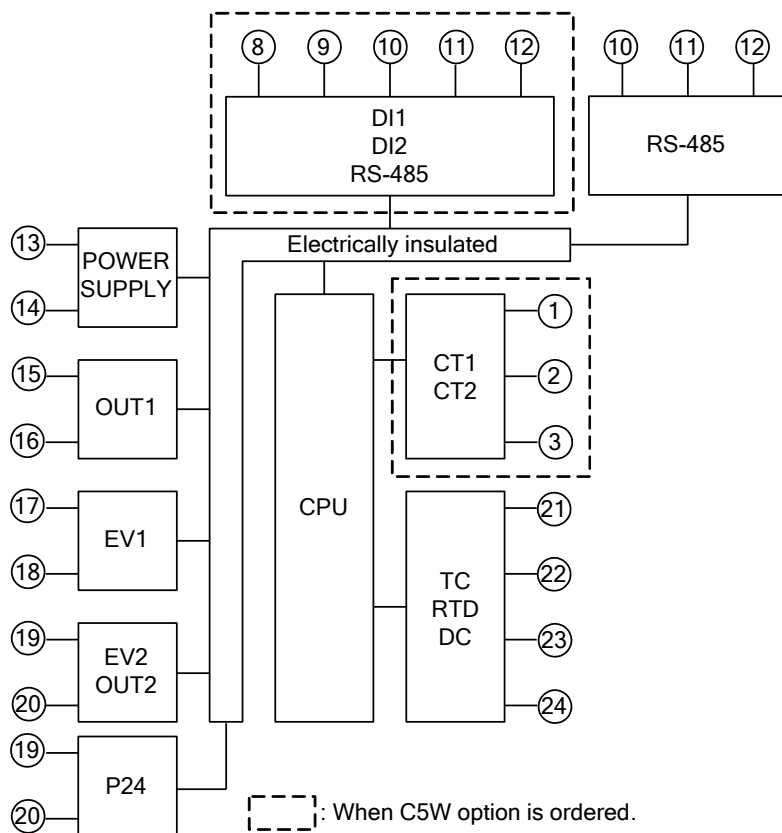 8 9 10 11 12
10 11 12
DI1
DI2
RS-485
RS-485
Electrically insulated
13
14
POWER
SUPPLY
15
16
OUT1
17
18
EV1
19
20
EV2
OUT2
19
20
P24
CPU
CT1
CT2
1
2
3
TC
RTD
DC
21
22
23
24
: When C5W option is ordered.